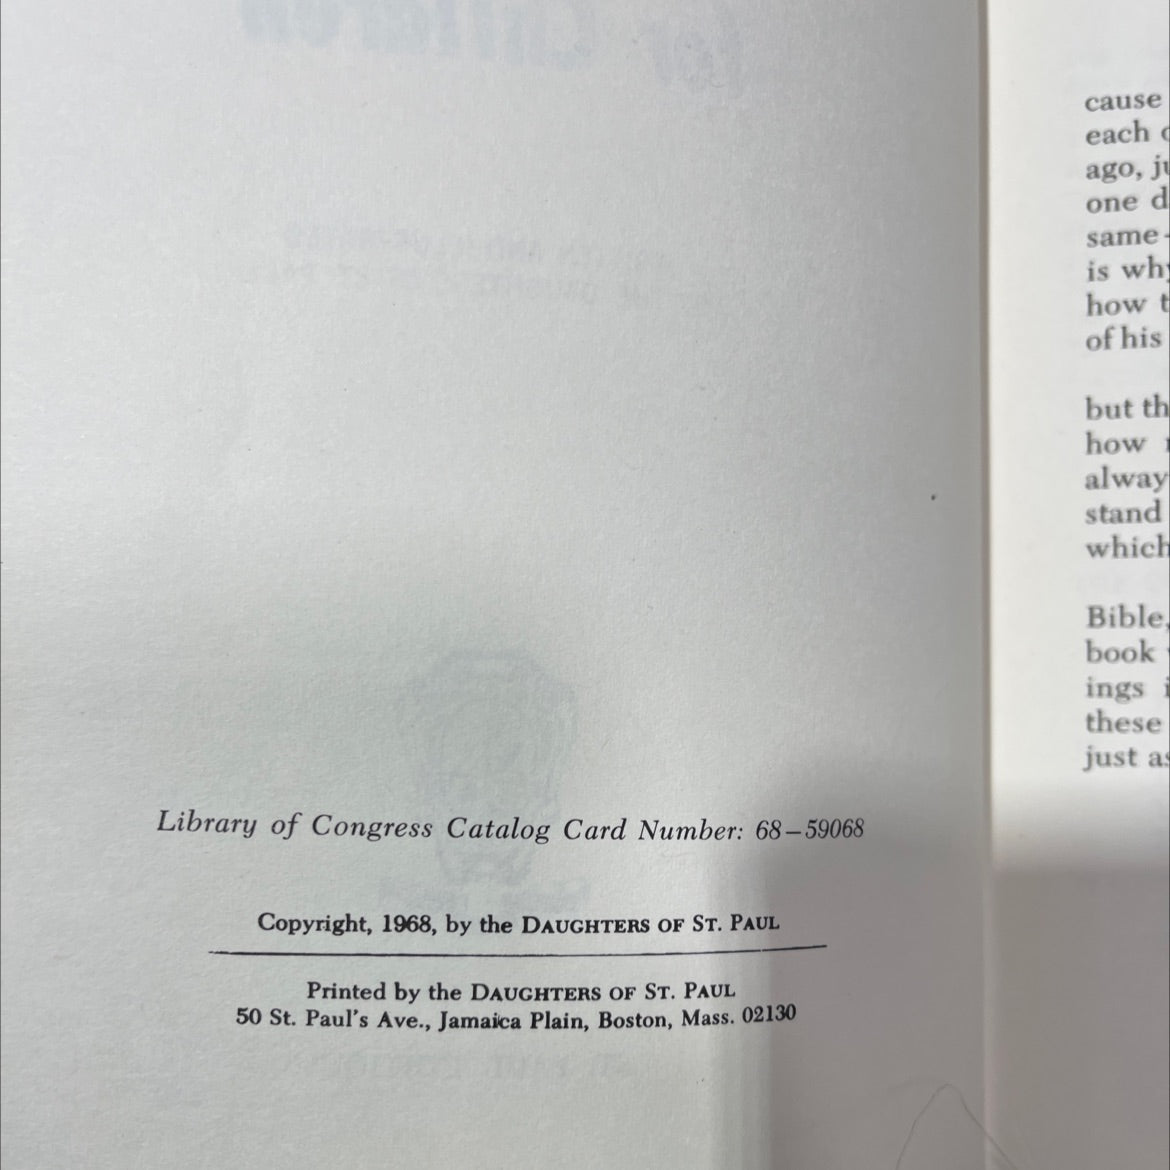 Library of Congress Catalog Card Number: 68–59068
Copyright, 1968, by the DAUGHTERS OF ST. PAUL
Printed by the DAUGHTERS OF ST. PAUL
50 St. Paul's Ave., Jamaica Plain, Boston, Mass. 02130
cause
each
ago,
one
same-
is why
how
of his
but
how
stand
which
Bible,
book
ings
these
just as